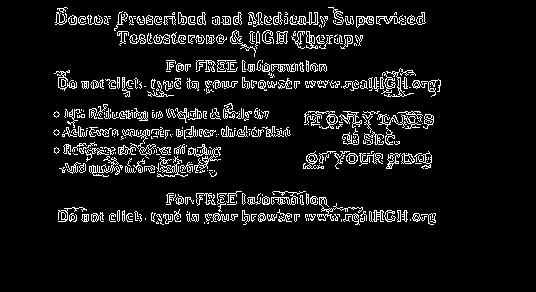 Doctor Prescribed and Medically Supervised
Testosterone & HGH Therapy
For FREE Information
Do not click. type in your browser www.realHGH.org
Reduction in Weight & Body fat
IT ONLY TAKES
Achieve a younger, tighter, thicker skin
SEC.
Reverse the effect of aging
OF YOUR TIME
And many more
For FREE Information
Do not click. type in your browser www.realHGH.org